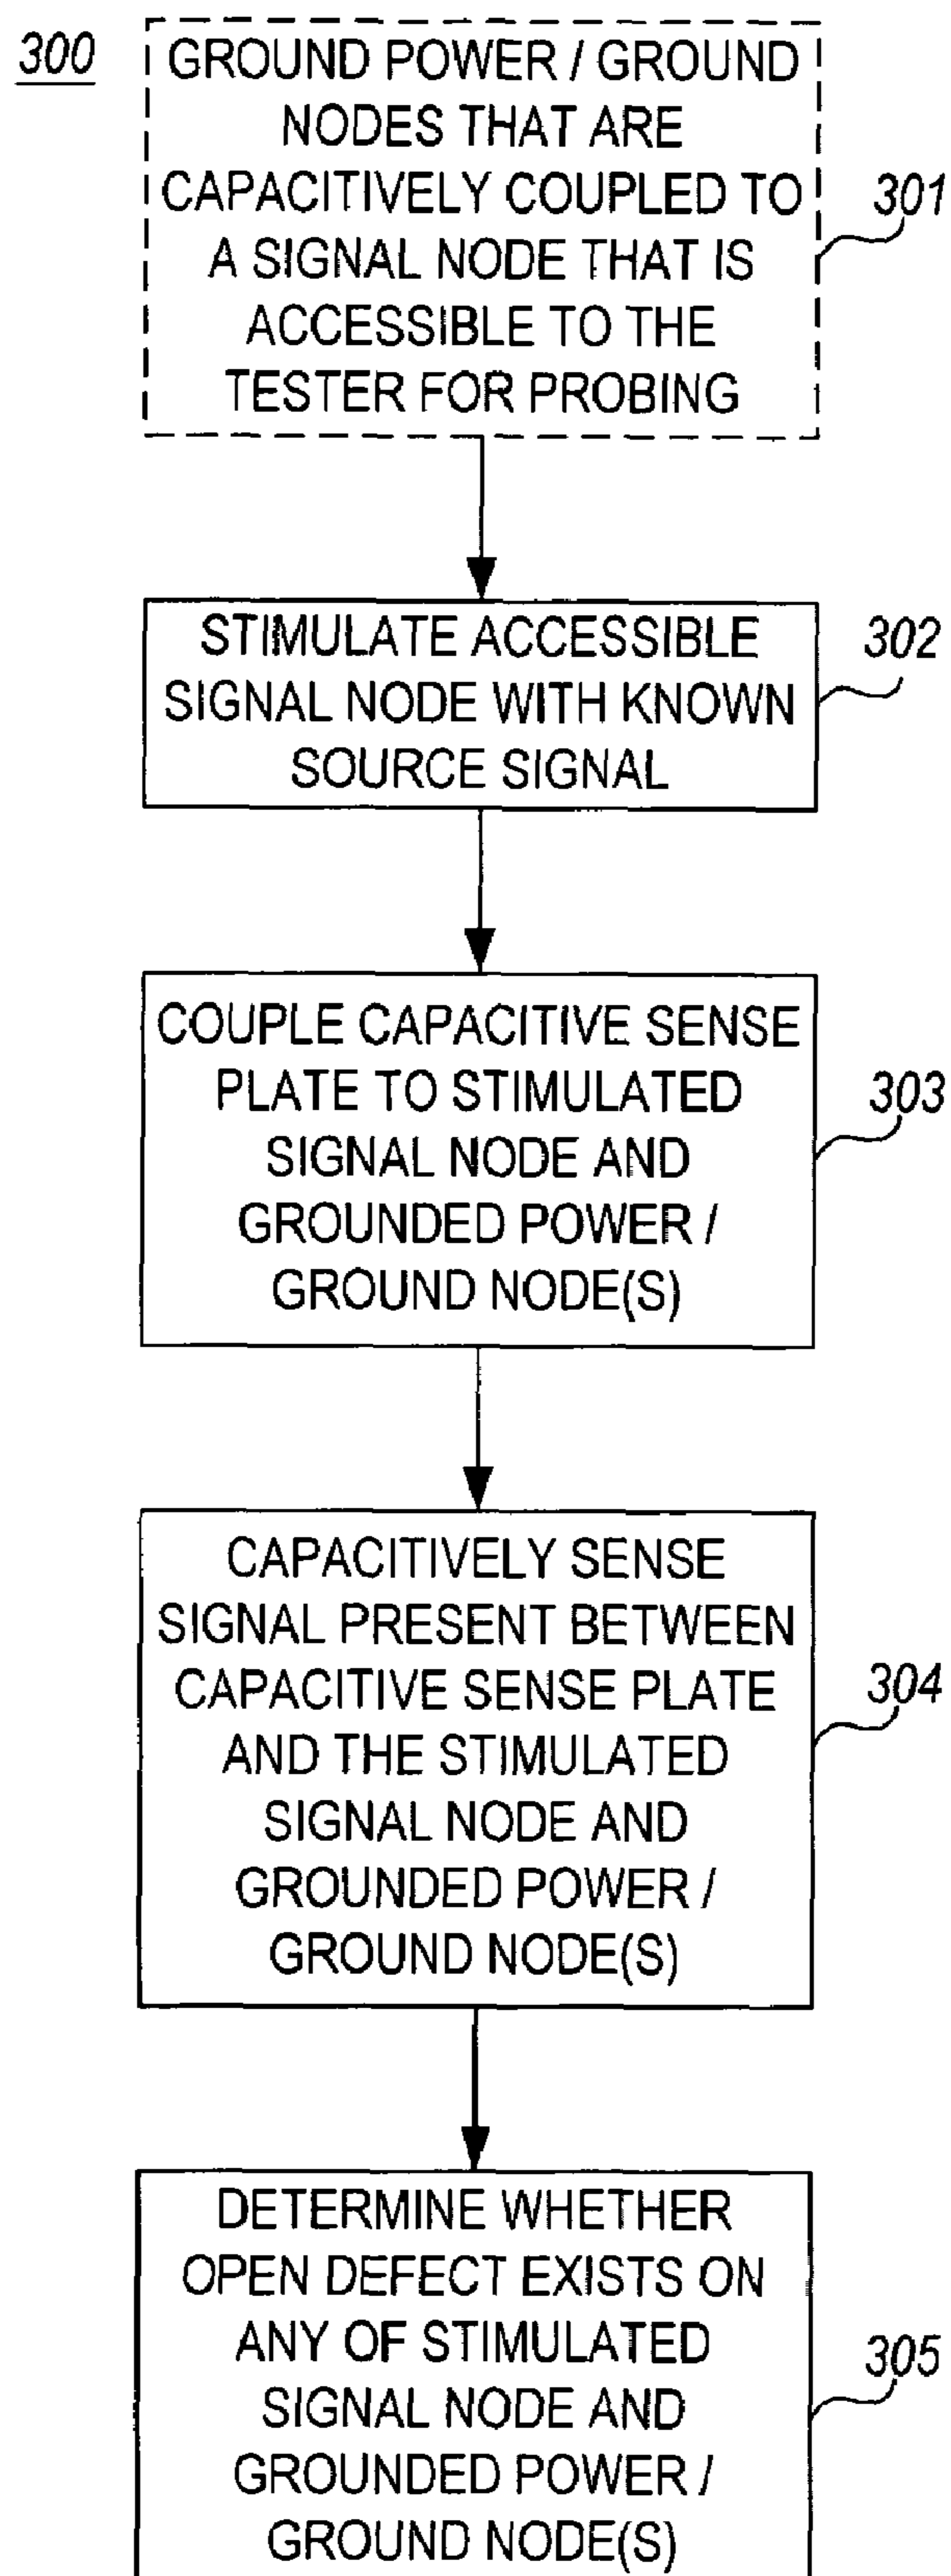 300
GROUND POWER / GROUND
NODES THAT ARE
CAPACITIVELY COUPLED TO
A SIGNAL NODE THAT IS
ACCESSIBLE TO THE
TESTER FOR PROBING
301
STIMULATE ACCESSIBLE
SIGNAL NODE WITH KNOWN
SOURCE SIGNAL
302
COUPLE CAPACITIVE SENSE
PLATE TO STIMULATED
SIGNAL NODE AND
GROUNDED POWER /
GROUND NODE(S)
303
CAPACITIVELY SENSE
SIGNAL PRESENT BETWEEN
CAPACITIVE SENSE PLATE
AND THE STIMULATED
SIGNAL NODE AND
GROUNDED POWER /
GROUND NODE(S)
304
DETERMINE WHETHER
OPEN DEFECT EXISTS ON
ANY OF STIMULATED
SIGNAL NODE AND
GROUNDED POWER /
GROUND NODE(S)
305